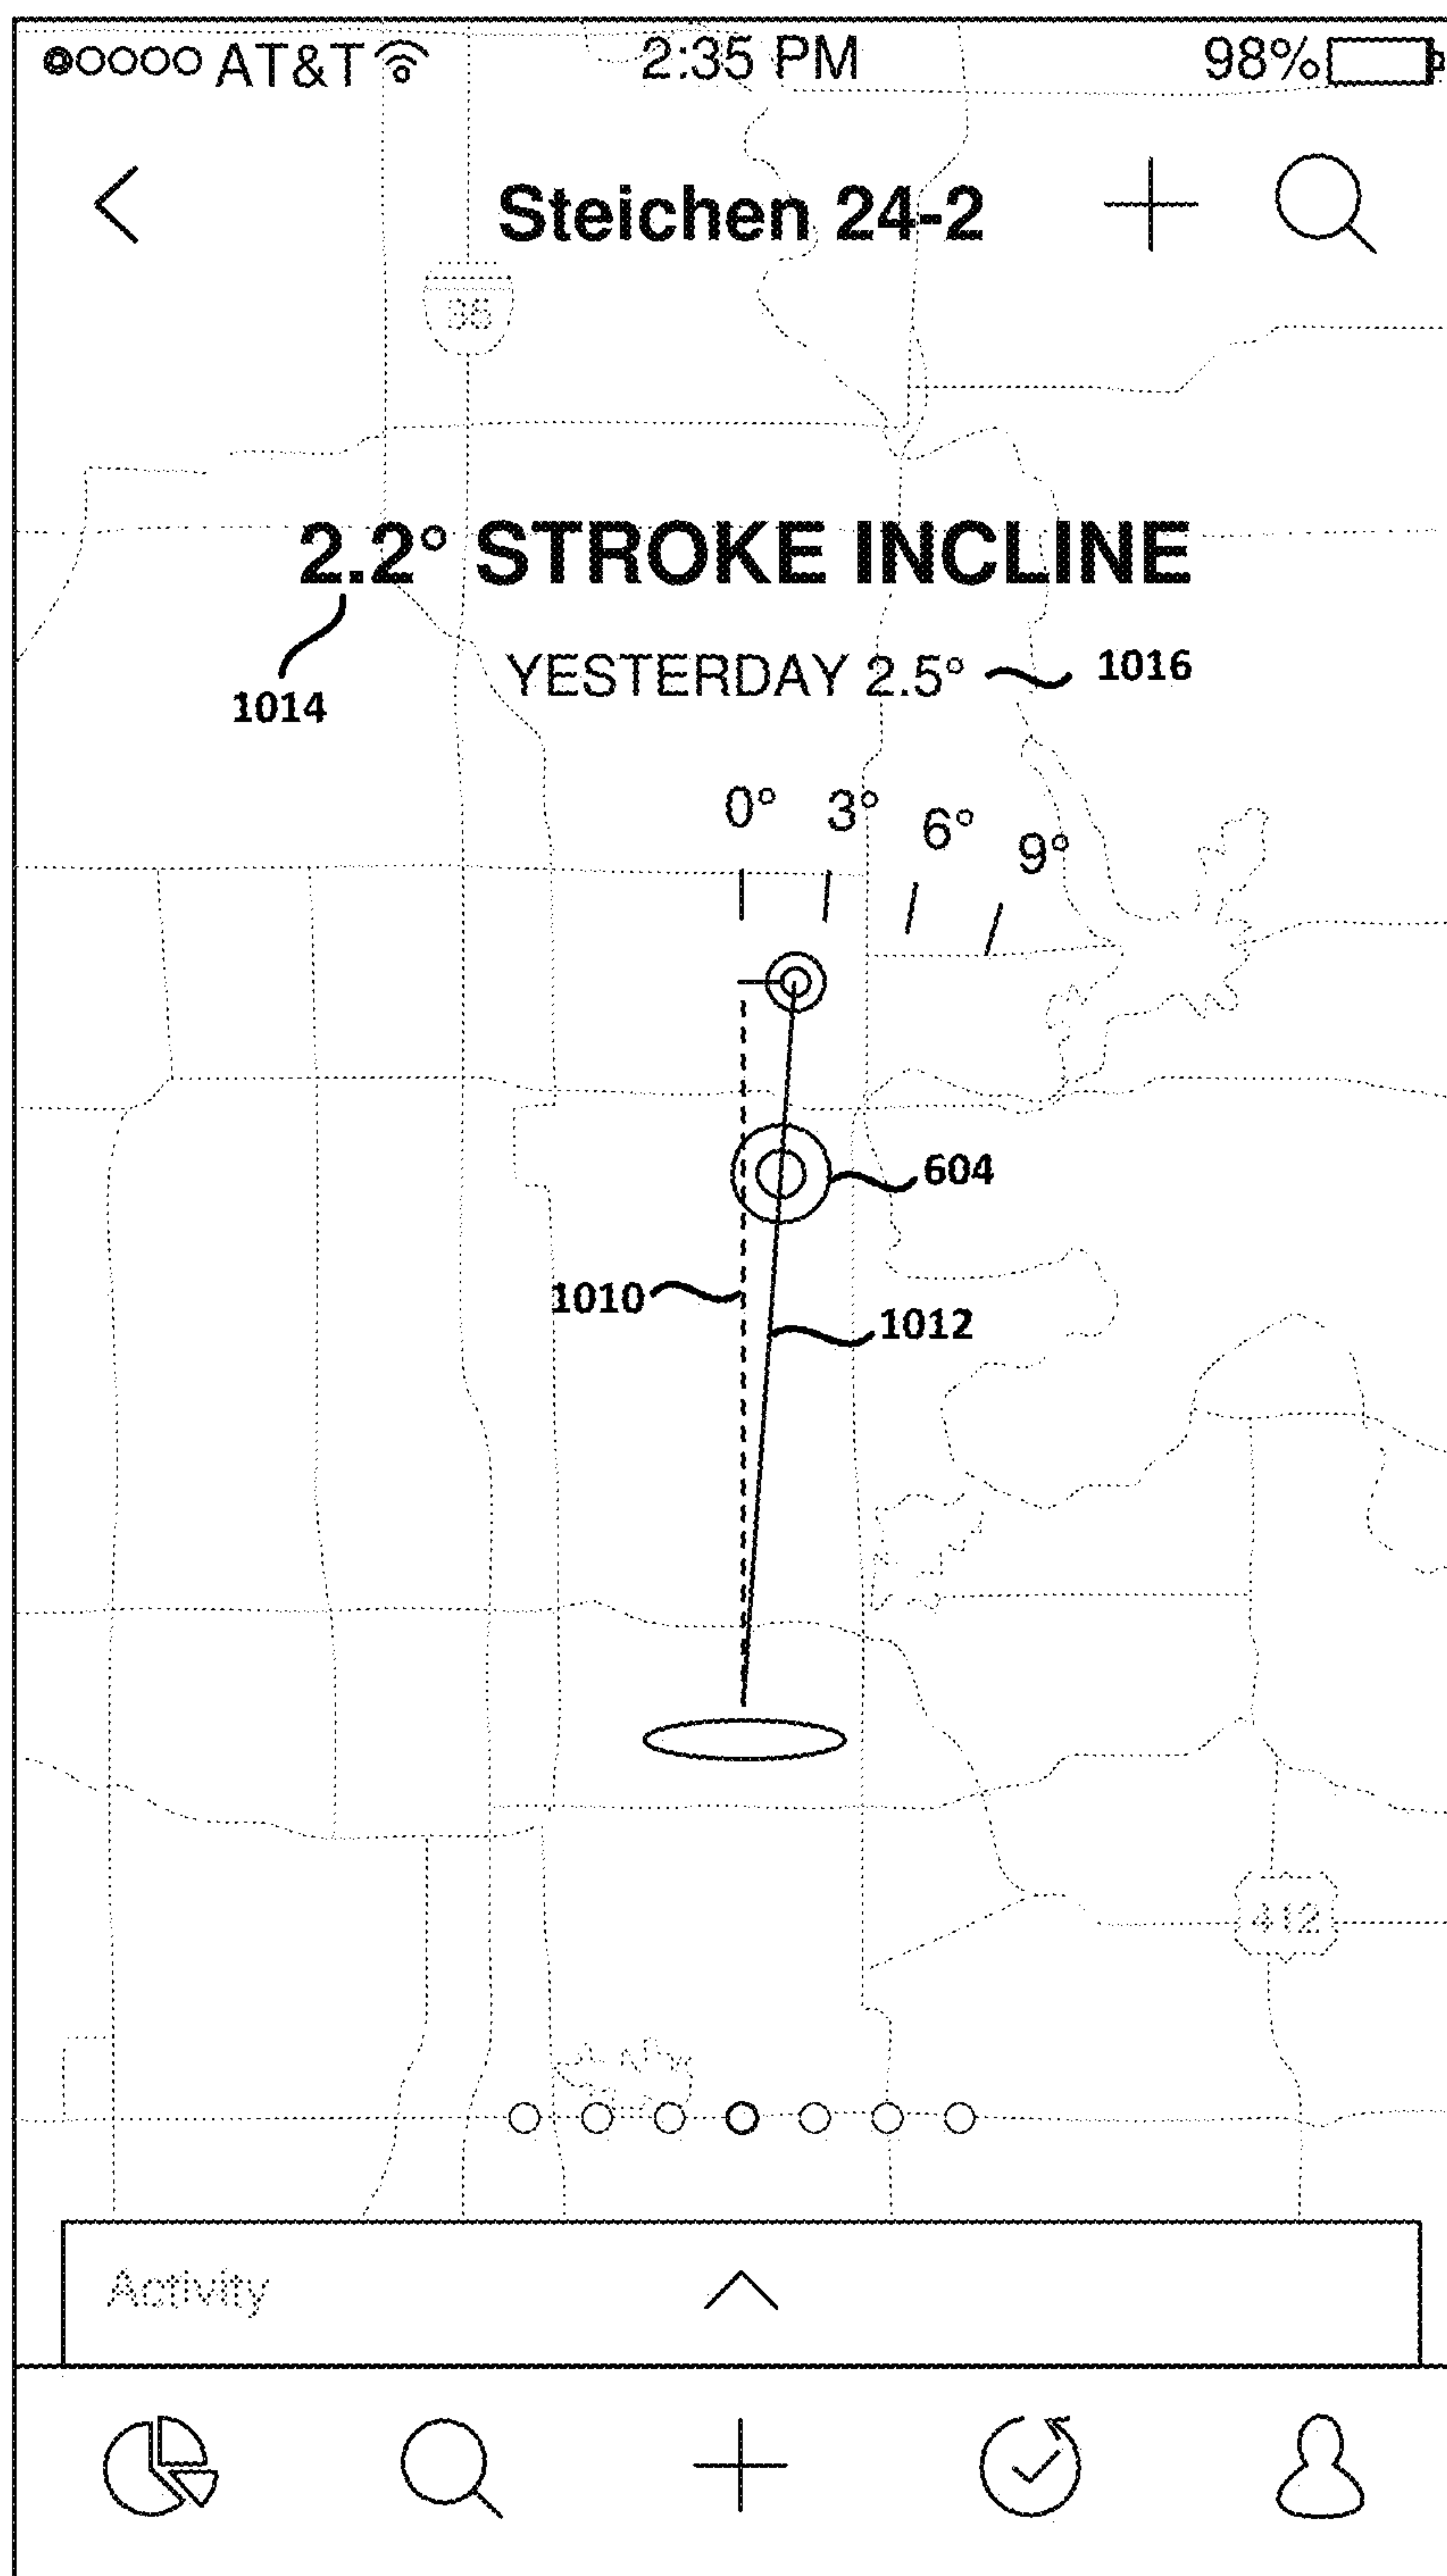 AT&T 2:35 PM 98%
Steichen 24-2
35
2.2° STROKE INCLINE
YESTERDAY 2.5° 1016
1014
0° 3° 6° 9°
604
1010
1012
412
Activity